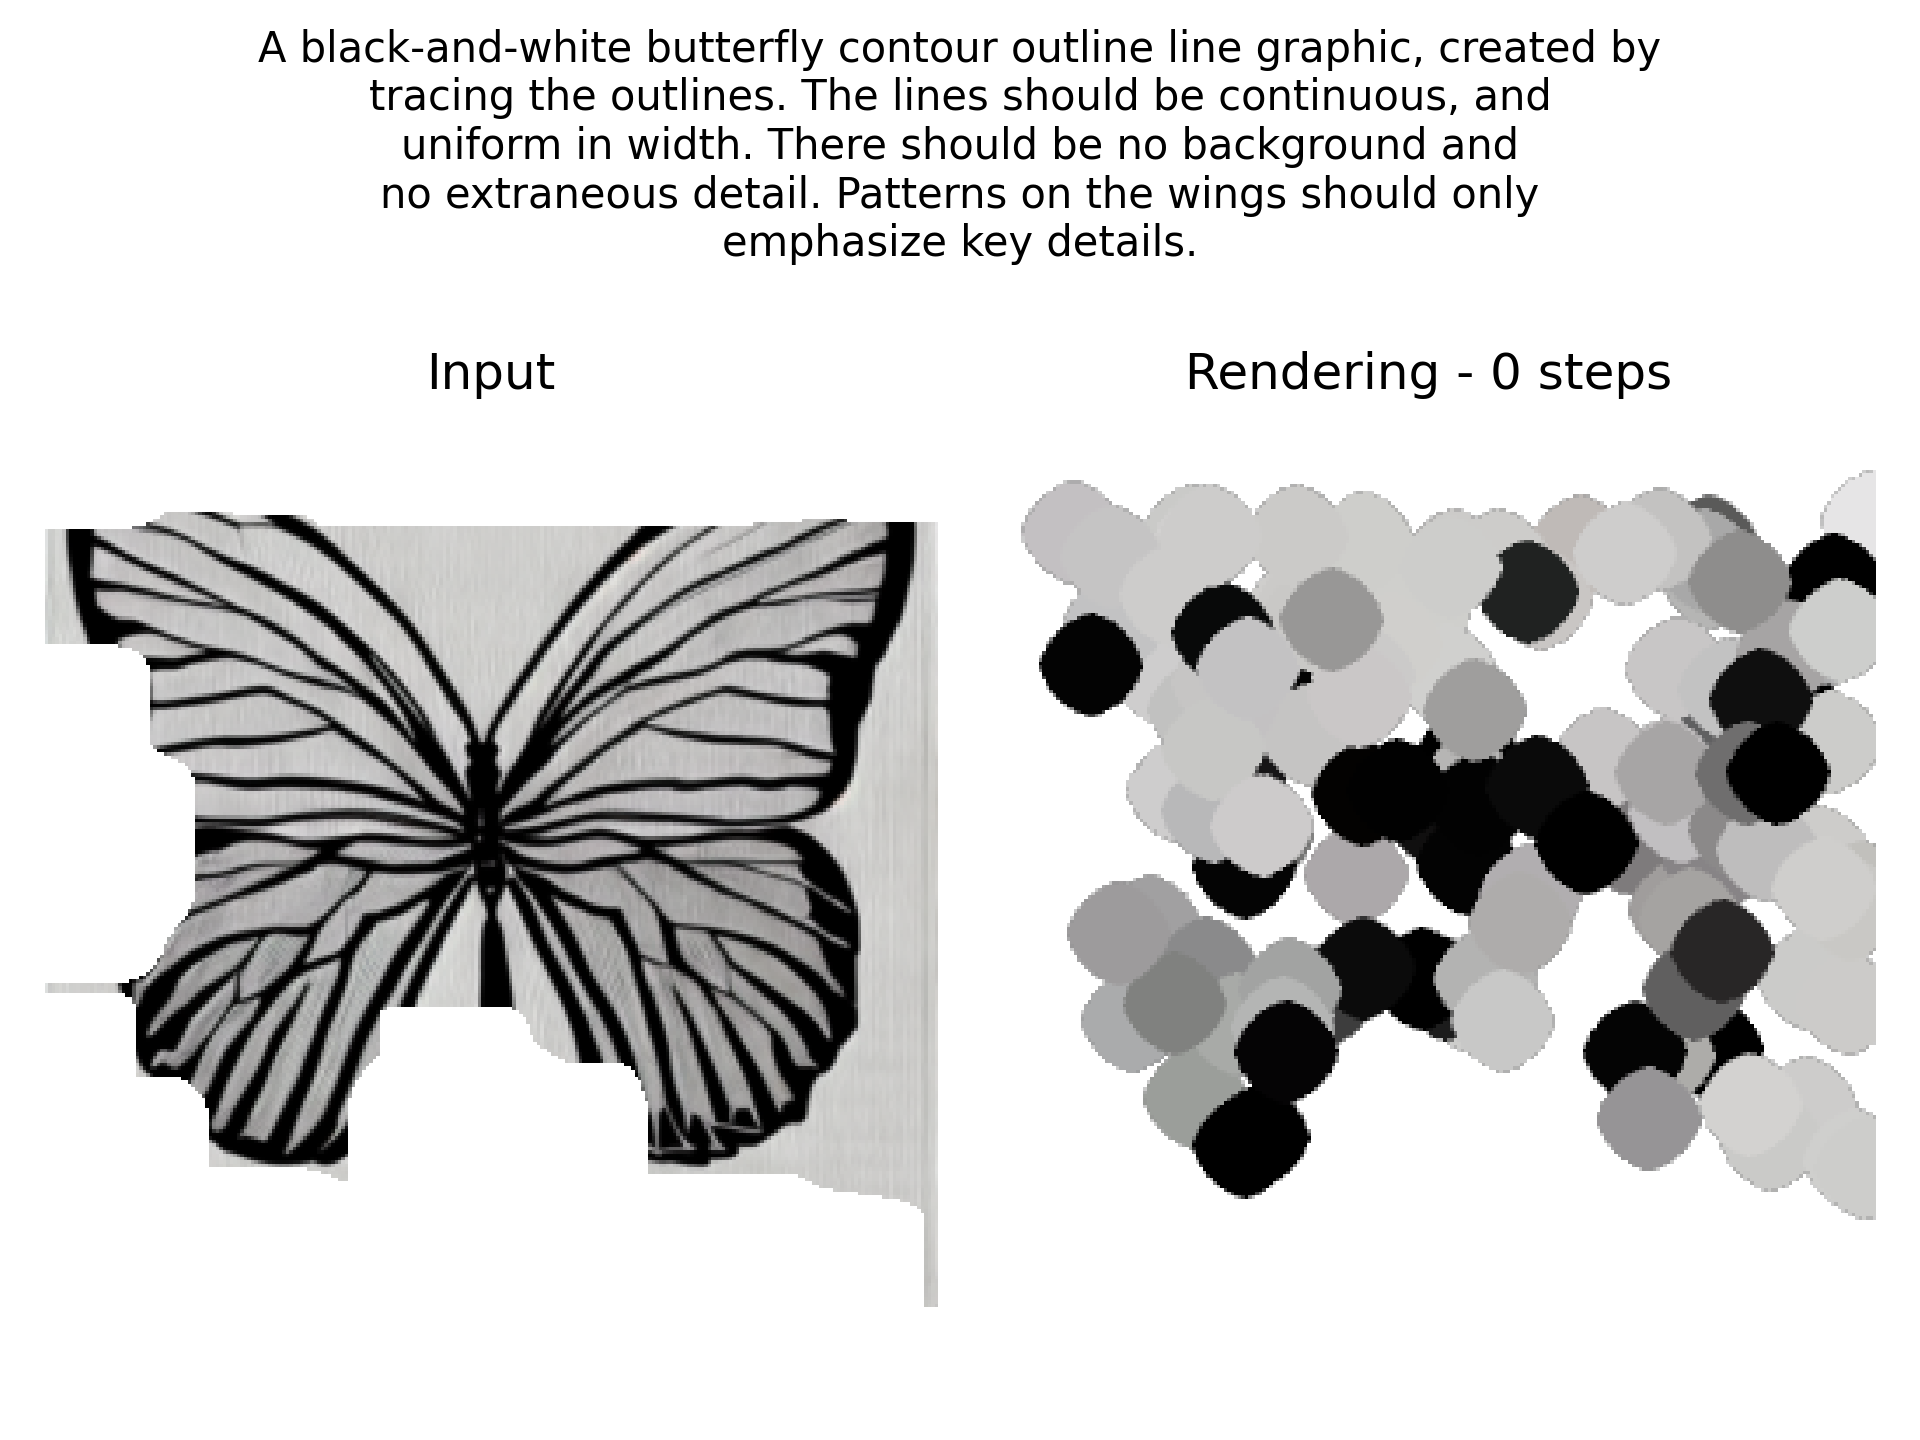 A black-and-white butterfly contour outline line graphic, created by
tracing the outlines. The lines should be continuous, and
uniform in width. There should be no background and
no extraneous detail. Patterns on the wings should only
emphasize key details.
Input
Rendering - 0 steps